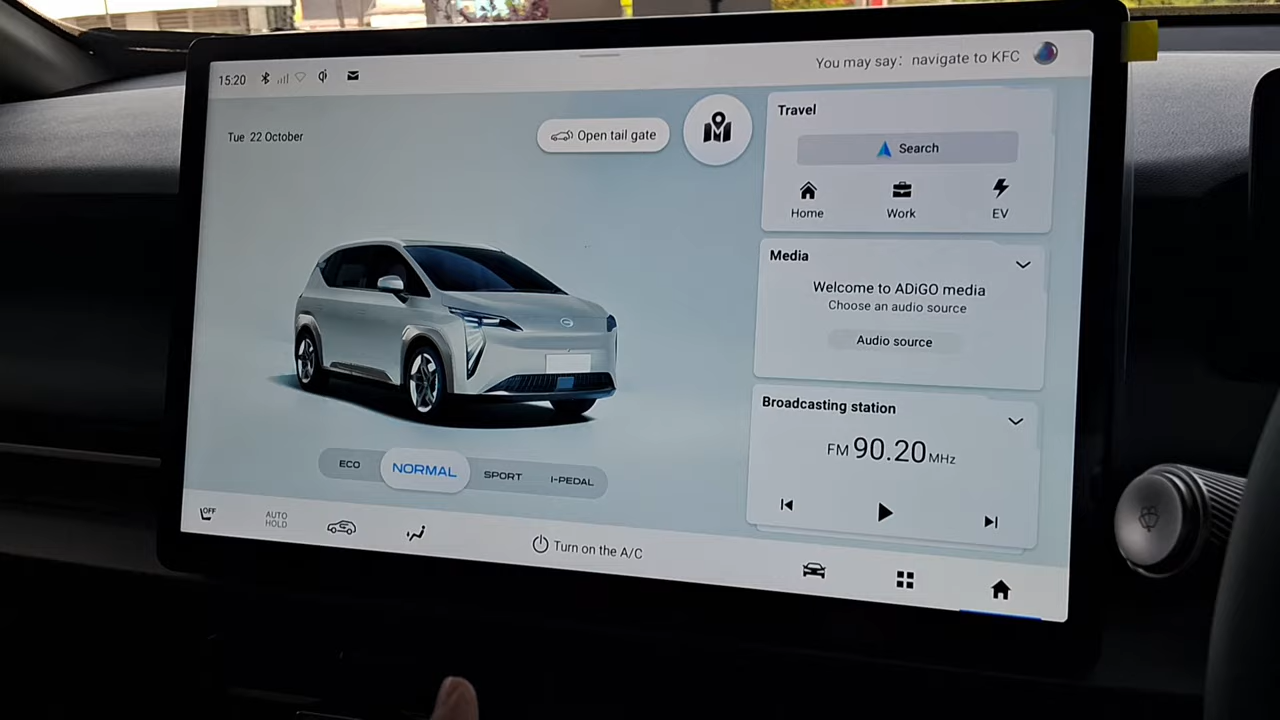 15:20
You may say: navigate to KFC
Tue 22 October
Open tail gate
Travel
Search
Home
Work
EV
Media
Welcome to ADiGO media
Choose an audio source
Audio source
Broadcasting station
FM 90.20 MHz
ECO
NORMAL
SPORT
I-PEDAL
OFF
AUTO HOLD
Turn on the A/C